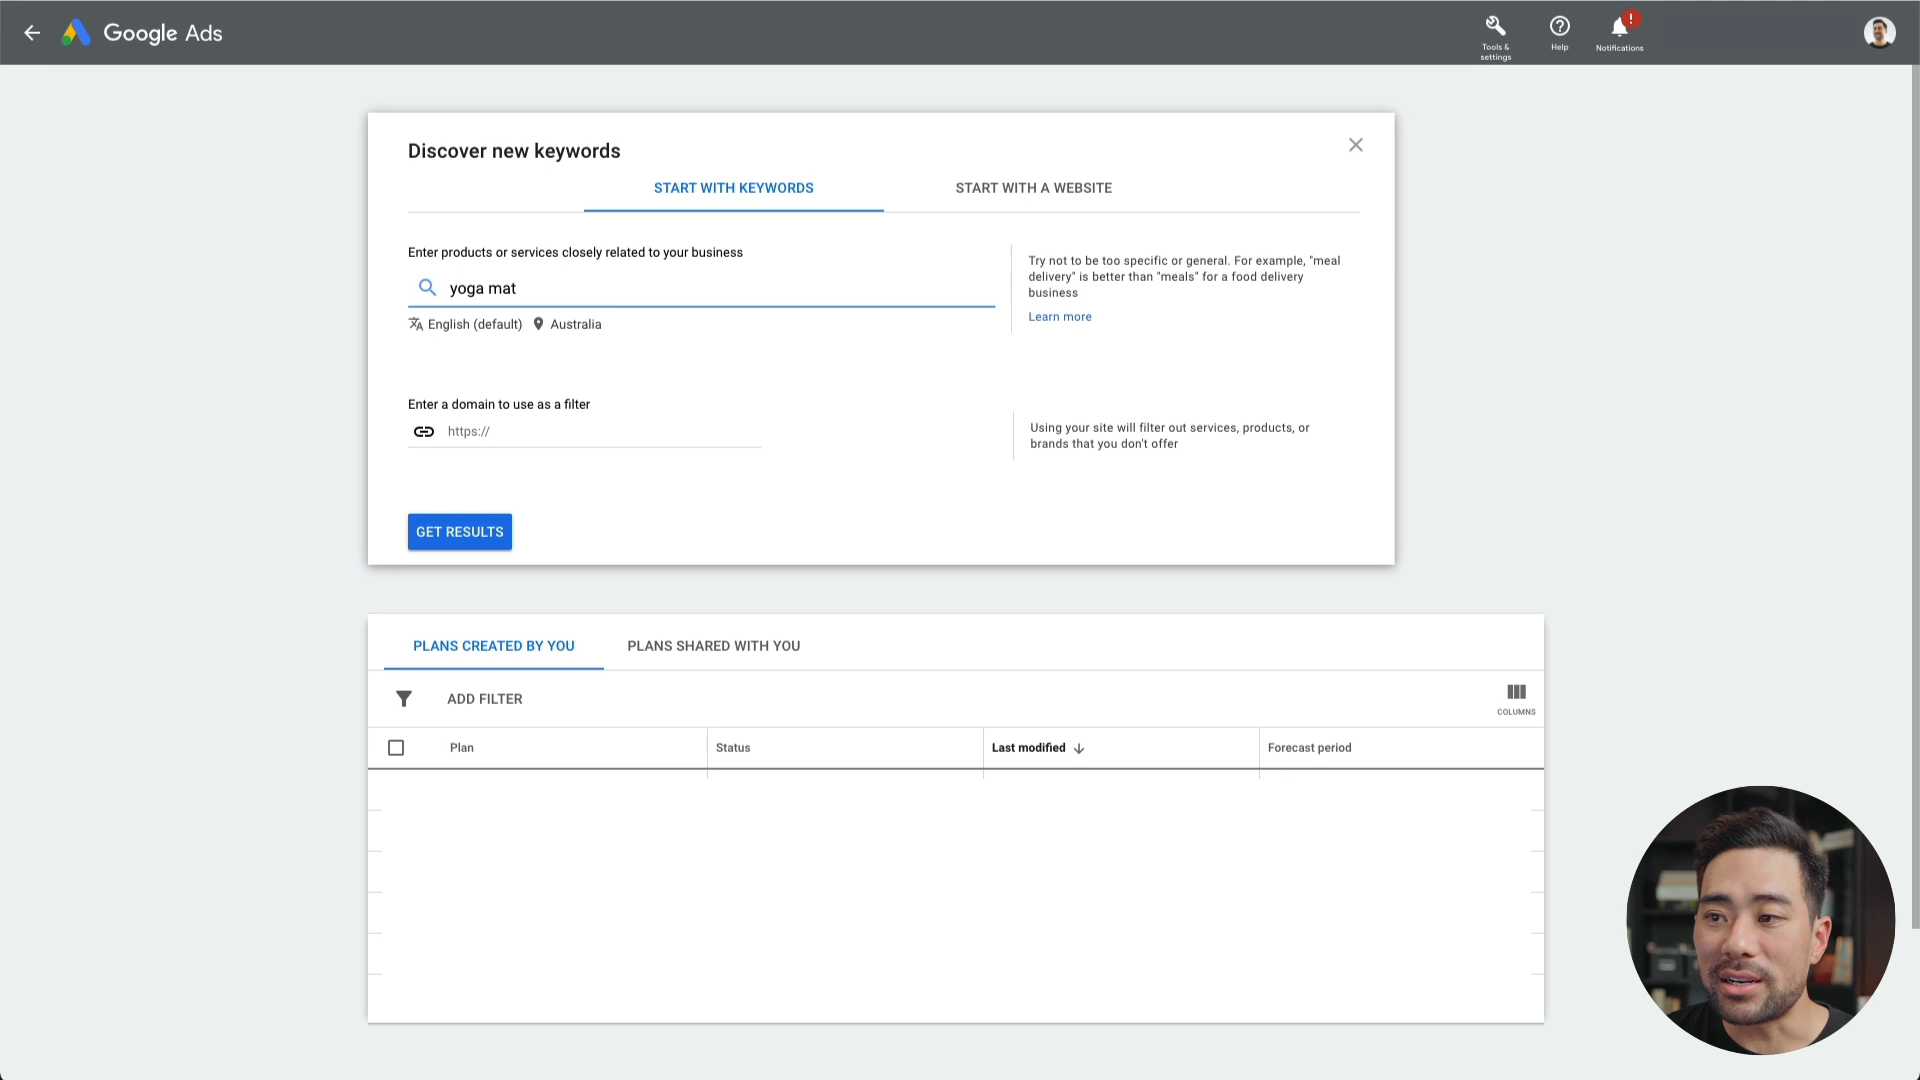 Google Ads
Tools &
settings
Help
!
Notifications
Discover new keywords
START WITH KEYWORDS
START WITH A WEBSITE
Enter products or services closely related to your business
yoga mat
English (default)
Australia
Try not to be too specific or general. For example, "meal
delivery" is better than "meals" for a food delivery
business
Learn more
Enter a domain to use as a filter
https://
Using your site will filter out services, products, or
brands that you don't offer
GET RESULTS
PLANS CREATED BY YOU
PLANS SHARED WITH YOU
ADD FILTER
COLUMNS
Plan
Status
Last modified
Forecast period